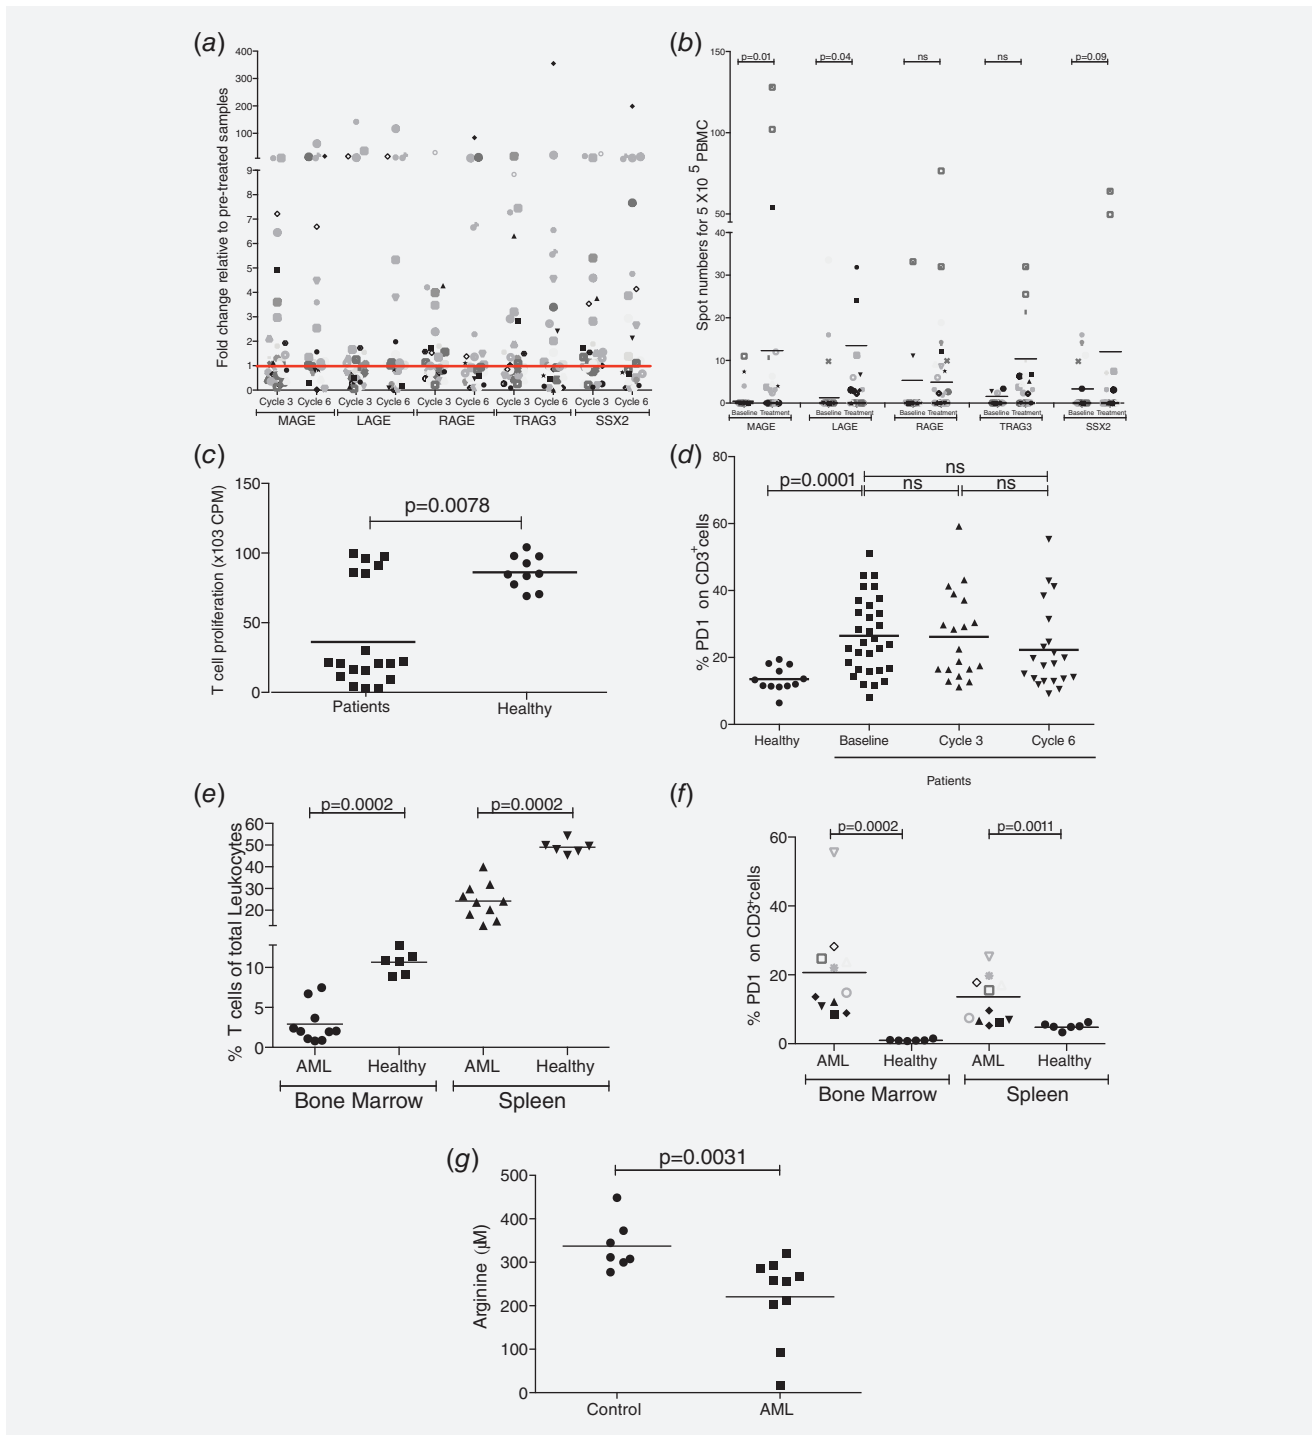 (a)
Fold change relative to pre-treated samples
400
300
200
100
9
8
7
6
5
4
3
2
1
0
Cycle 3 Cycle 6 Cycle 3 Cycle 6 Cycle 3 Cycle 6 Cycle 3 Cycle 6 Cycle 3 Cycle 6
MAGE LAGE RAGE TRAG3 SSX2
(b)
Spot numbers for 5 X10 5 PBMC
150
100
50
40
30
20
10
0
p=0.01 p=0.04 ns ns p=0.09
Baseline Treatment Baseline Treatment Baseline Treatment Baseline Treatment Baseline Treatment
MAGE LAGE RAGE TRAG3 SSX2
(c)
T cell proliferation (x103 CPM)
150
100
50
0
p=0.0078
Patients Healthy
(d)
% PD1 on CD3+cells
80
60
40
20
0
ns
p=0.0001 ns ns
Healthy Baseline Cycle 3 Cycle 6
Patients
(e)
% T cells of total Leukocytes
p=0.0002 p=0.0002
60
50
40
30
20
10
5
0
AML Healthy AML Healthy
Bone Marrow Spleen
(f)
% PD1 on CD3+cells
p=0.0002 p=0.0011
60
40
20
0
AML Healthy AML Healthy
Bone Marrow Spleen
(g)
Arginine (μM)
p=0.0031
500
400
300
200
100
0
Control AML